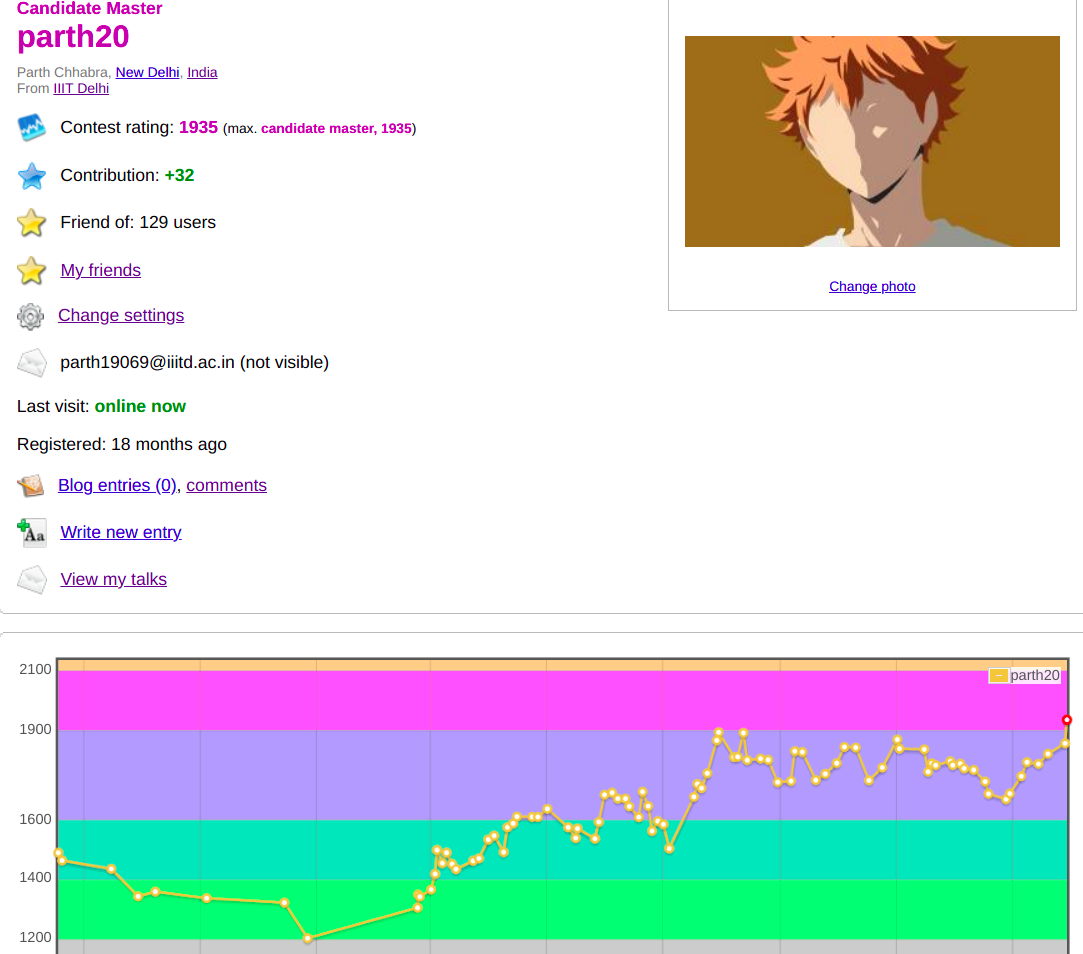 Candidate Master
parth20
Parth Chhabra, New Delhi, India
From IIIT Delhi
Contest rating: 1935 (max. candidate master, 1935)
Contribution: +32
Friend of: 129 users
My friends
Change settings
parth19069@iiitd.ac.in (not visible)
Last visit: online now
Registered: 18 months ago
Blog entries (0), comments
Aa Write new entry
View my talks
Change photo
2100
parth20
1900
1600
1400
1200